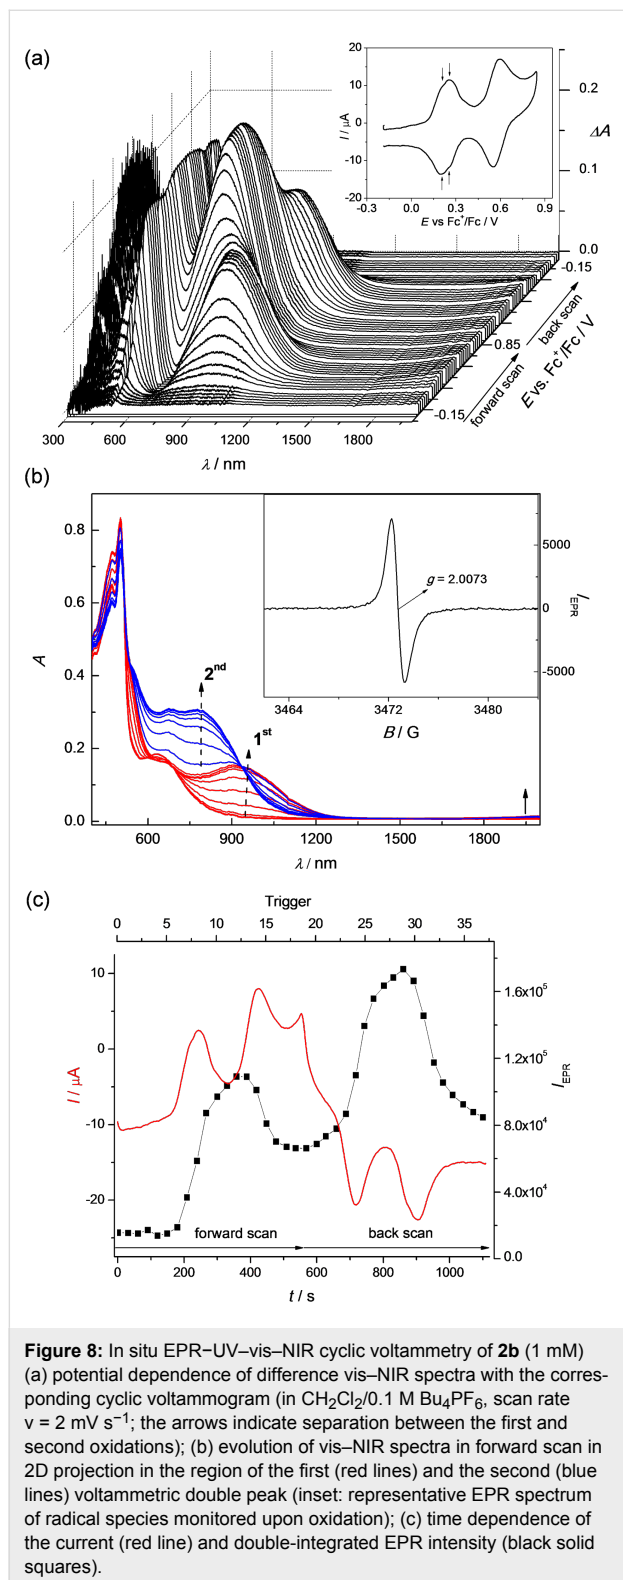 (a)
20
10
0
-10
20
I / µA
-0.3 0.0 0.3 0.6 0.9
E vs Fc⁺/Fc / V
0.2
ΔA
0.1
0.0
-0.15
back scan
0.85
E vs. Fc⁺/Fc / V
forward scan
-0.15
300 600 900 1200 1500 1800
λ / nm
(b)
0.8
0.6
0.4
0.2
0.0
A
2nd
1st
5000
0
-5000
I EPR
g = 2.0073
3464 3472 3480
B / G
600 900 1200 1500 1800
λ / nm
(c)
Trigger
0 5 10 15 20 25 30 35
10
0
-10
-20
I / µA
1.6x10⁵
1.2x10⁵
8.0x10⁴
4.0x10⁴
0.0
I EPR
forward scan back scan
0 200 400 600 800 1000
t / s
Figure 8: In situ EPR−UV–vis–NIR cyclic voltammetry of 2b (1 mM)
(a) potential dependence of difference vis–NIR spectra with the corres-
ponding cyclic voltammogram (in CH₂Cl₂/0.1 M Bu₄PF₆, scan rate
ν = 2 mV s⁻¹; the arrows indicate separation between the first and
second oxidations); (b) evolution of vis–NIR spectra in forward scan in
2D projection in the region of the first (red lines) and the second (blue
lines) voltammetric double peak (inset: representative EPR spectrum
of radical species monitored upon oxidation); (c) time dependence of
the current (red line) and double-integrated EPR intensity (black solid
squares).